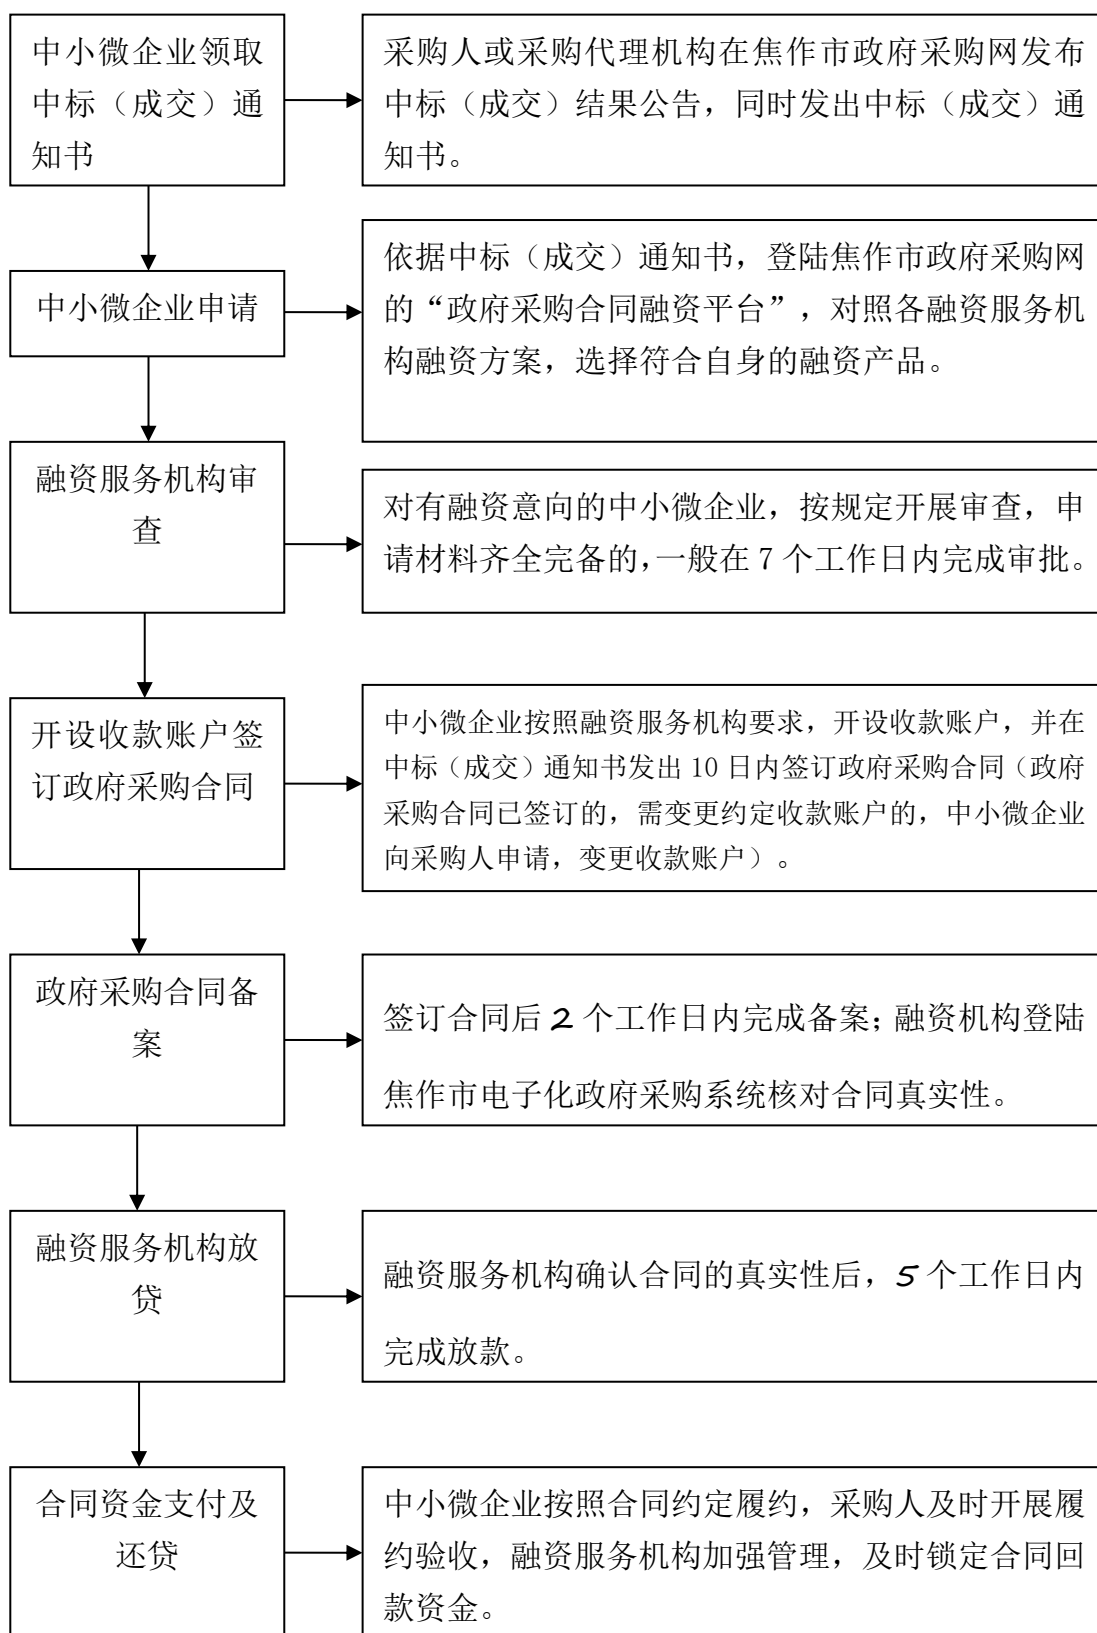 中小微企业领取
中标（成交）通
知书
采购人或采购代理机构在焦作市政府采购网发布
中标（成交）结果公告，同时发出中标（成交）通
知书。
中小微企业申请
依据中标（成交）通知书，登陆焦作市政府采购网
的“政府采购合同融资平台”，对照各融资服务机
构融资方案，选择符合自身的融资产品。
融资服务机构审
查
对有融资意向的中小微企业，按规定开展审查，申
请材料齐全完备的，一般在 7 个工作日内完成审批。
开设收款账户签
订政府采购合同
中小微企业按照融资服务机构要求，开设收款账户，并在
中标（成交）通知书发出 10 日内签订政府采购合同（政府
采购合同已签订的，需变更约定收款账户的，中小微企业
向采购人申请，变更收款账户）。
政府采购合同备
案
签订合同后 2 个工作日内完成备案；融资机构登陆
焦作市电子化政府采购系统核对合同真实性。
融资服务机构放
贷
融资服务机构确认合同的真实性后，5 个工作日内
完成放款。
合同资金支付及
还贷
中小微企业按照合同约定履约，采购人及时开展履
约验收，融资服务机构加强管理，及时锁定合同回
款资金。